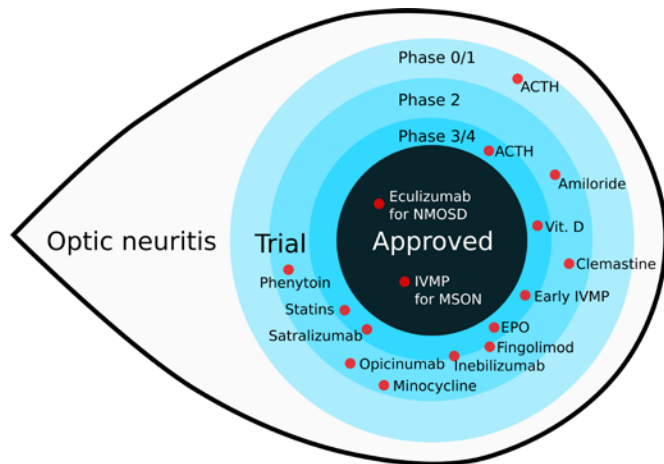 Phase 0/1
ACTH
Phase 2
Phase 3/4
ACTH
Amiloride
Eculizumab
for NMOSD
Vit. D
Optic neuritis
Trial
Approved
Clemastine
Phenytoin
IVMP
for MSON
Early IVMP
Statins
EPO
Satralizumab
Fingolimod
Opicinumab
Inebilizumab
Minocycline